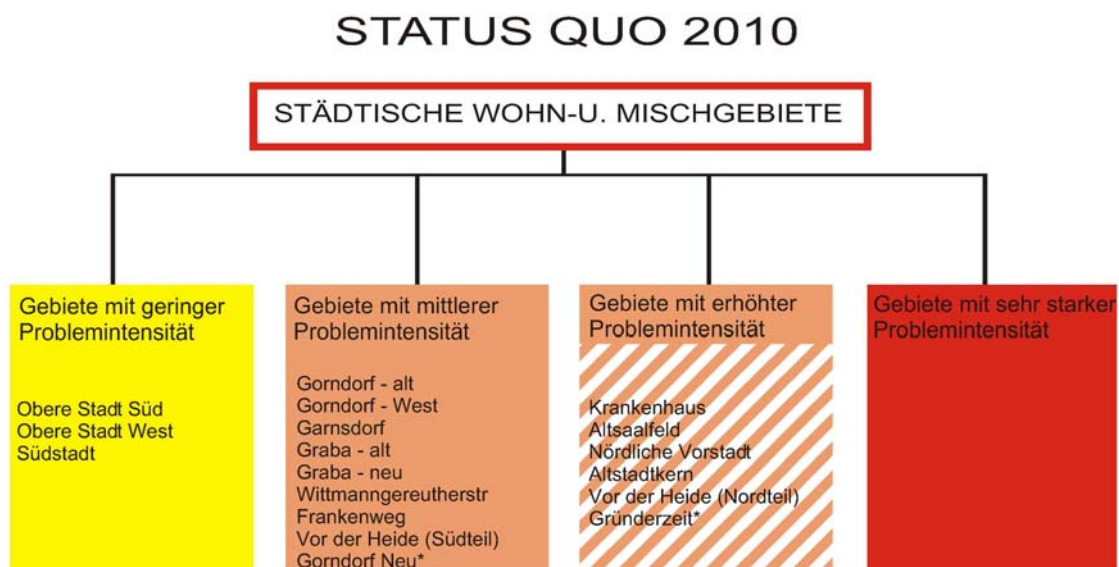 STATUS QUO 2010
STÄDTISCHE WOHN-U. MISCHGEBIETE
Gebiete mit geringer
Problemintensität
Obere Stadt Süd
Obere Stadt West
Südstadt
Gebiete mit mittlerer
Problemintensität
Gorndorf - alt
Gorndorf - West
Garnsdorf
Graba - alt
Graba - neu
Wittmanngereutherstr
Frankenweg
Vor der Heide (Südteil)
Gorndorf Neu*
Gebiete mit erhöhter
Problemintensität
Krankenhaus
Altsaalfeld
Nördliche Vorstadt
Altstadtkern
Vor der Heide (Nordteil)
Gründerzeit*
Gebiete mit sehr starker
Problemintensität